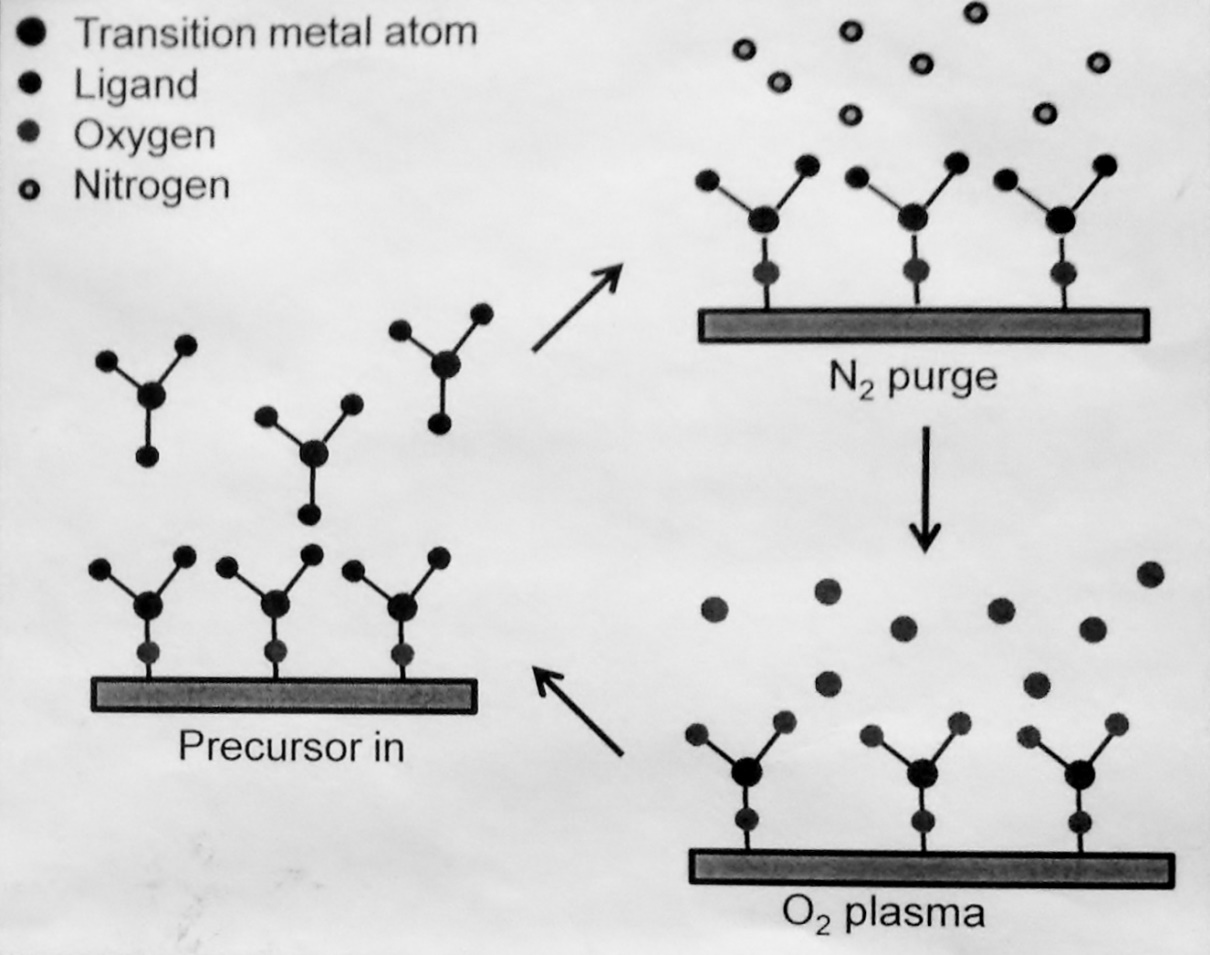 Transition metal atom
Ligand
Oxygen
Nitrogen
N₂ purge
Precursor in
O₂ plasma